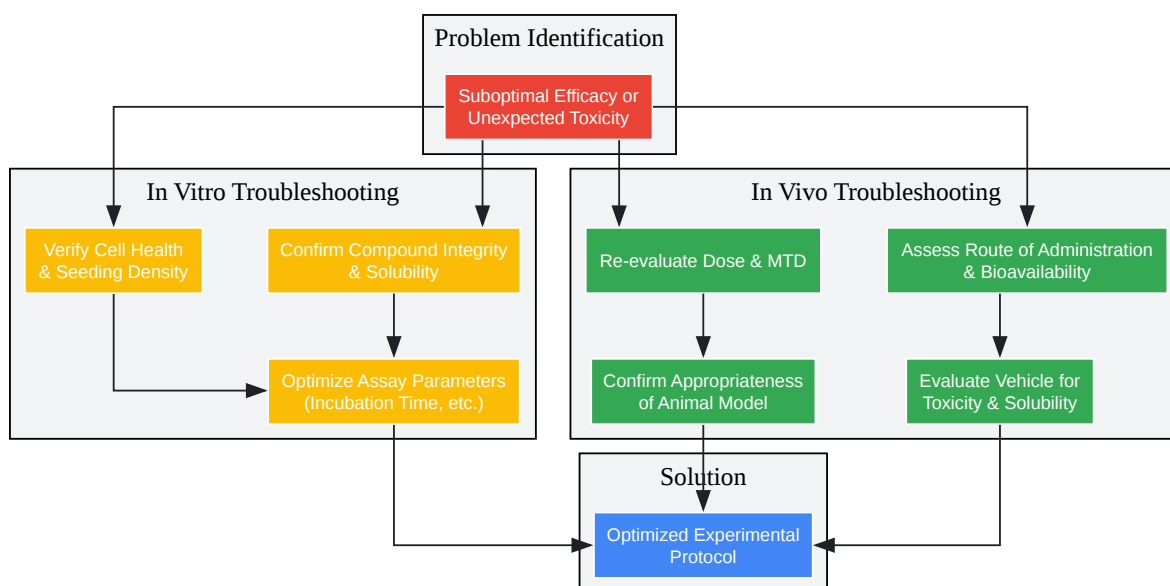 Problem Identification
Suboptimal Efficacy or
Unexpected Toxicity
In Vitro Troubleshooting
Verify Cell Health
& Seeding Density
Confirm Compound Integrity
& Solubility
Optimize Assay Parameters
(Incubation Time, etc.)
In Vivo Troubleshooting
Re-evaluate Dose & MTD
Assess Route of Administration
& Bioavailability
Confirm Appropriateness
of Animal Model
Evaluate Vehicle for
Toxicity & Solubility
Solution
Optimized Experimental
Protocol